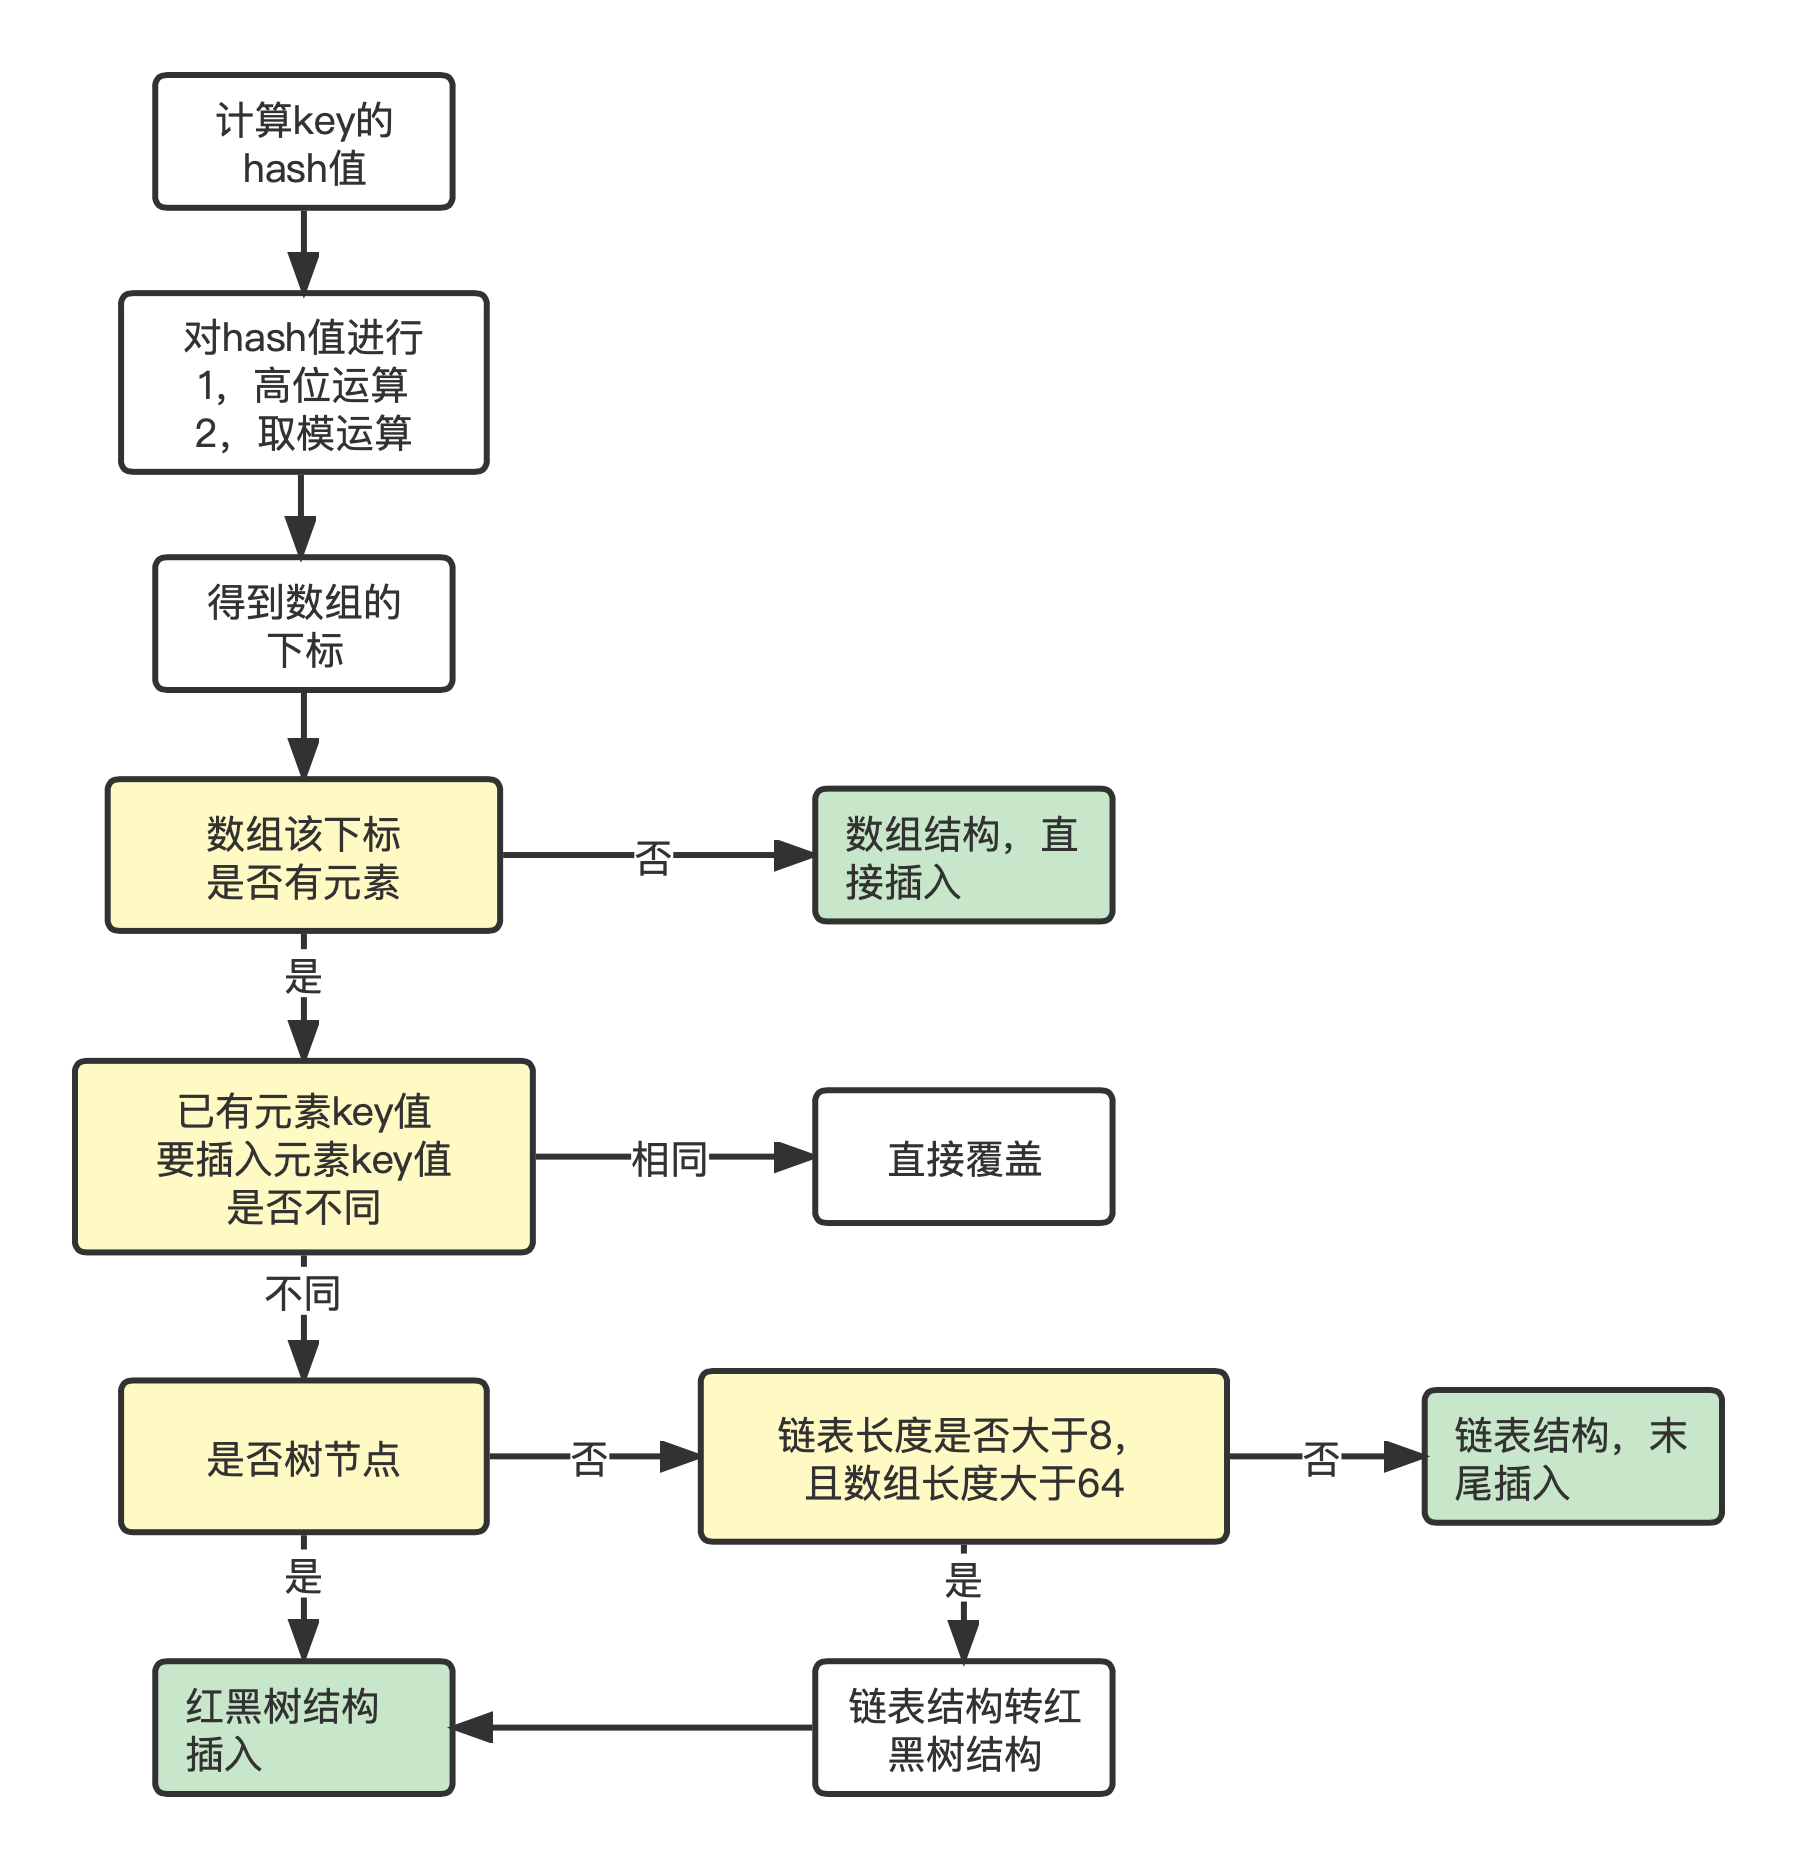 计算key的
hash值
对hash值进行
1，高位运算
2，取模运算
得到数组的
下标
数组该下标
是否有元素
否
数组结构，直
接插入
是
已有元素key值
要插入元素key值
是否不同
相同
直接覆盖
不同
是否树节点
否
链表长度是否大于8，
且数组长度大于64
否
链表结构，末
尾插入
是
是
红黑树结构
插入
链表结构转红
黑树结构